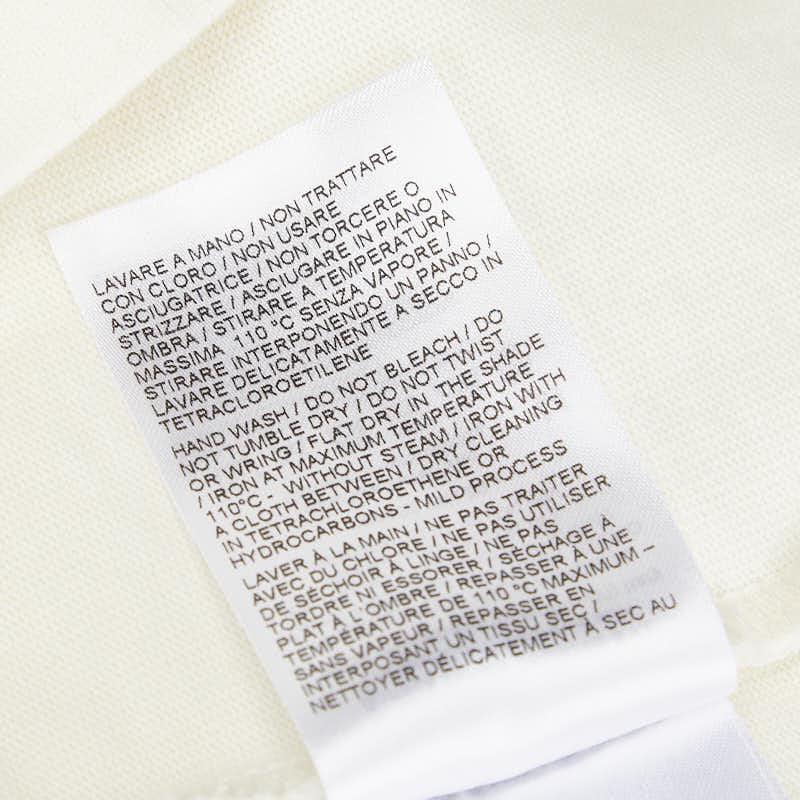 LAVARE A MANO / NON TRATTARE
CON CLORO / NON USARE
ASCIUGATRICE / NON TORCERE O
STRIZZARE / ASCIUGARE IN PIANO IN
OMBRA / STIRARE A TEMPERATURA
MASSIMA 110 °C SENZA VAPORE /
STIRARE INTERPONENDO UN PANNO /
LAVARE DELICATAMENTE A SECCO IN
TETRACLOROETILENE
HAND WASH / DO NOT BLEACH / DO
NOT TUMBLE DRY / DO NOT TWIST
OR WRING / FLAT DRY IN THE SHADE
/ IRON AT MAXIMUM TEMPERATURE
110°C - WITHOUT STEAM / IRON WITH
A CLOTH BETWEEN / DRY CLEANING
IN TETRACHLOROETHENE OR
HYDROCARBONS - MILD PROCESS
LAVER À LA MAIN / NE PAS TRAITER
AVEC DU CHLORE / NE PAS UTILISER
DE SÉCHOIR À LINGE / NE PAS
TORDRE NI ESSORER / SÉCHAGE À
PLAT À L'OMBRE / REPASSER À UNE
TEMPÉRATURE DE 110 °C MAXIMUM –
SANS VAPEUR / REPASSER EN
INTERPOSANT UN TISSU SEC /
NETTOYER DÉLICATEMENT À SEC AU